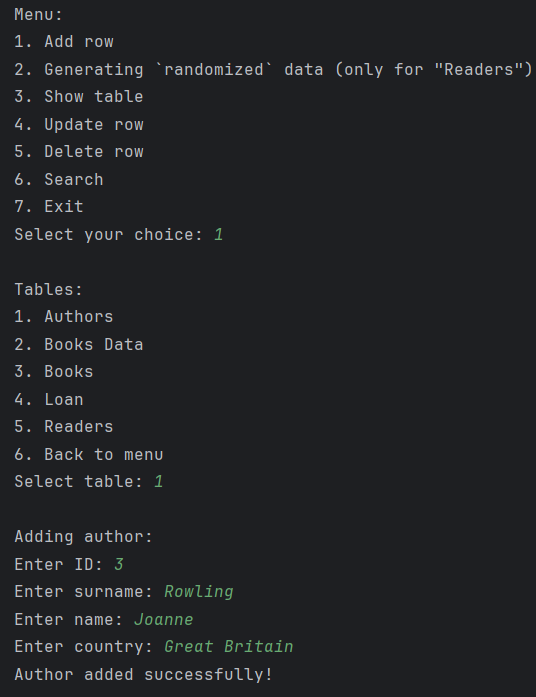 Menu:
1. Add row
2. Generating `randomized` data (only for "Readers")
3. Show table
4. Update row
5. Delete row
6. Search
7. Exit
Select your choice: 1
Tables:
1. Authors
2. Books Data
3. Books
4. Loan
5. Readers
6. Back to menu
Select table: 1
Adding author:
Enter ID: 3
Enter surname: Rowling
Enter name: Joanne
Enter country: Great Britain
Author added successfully!